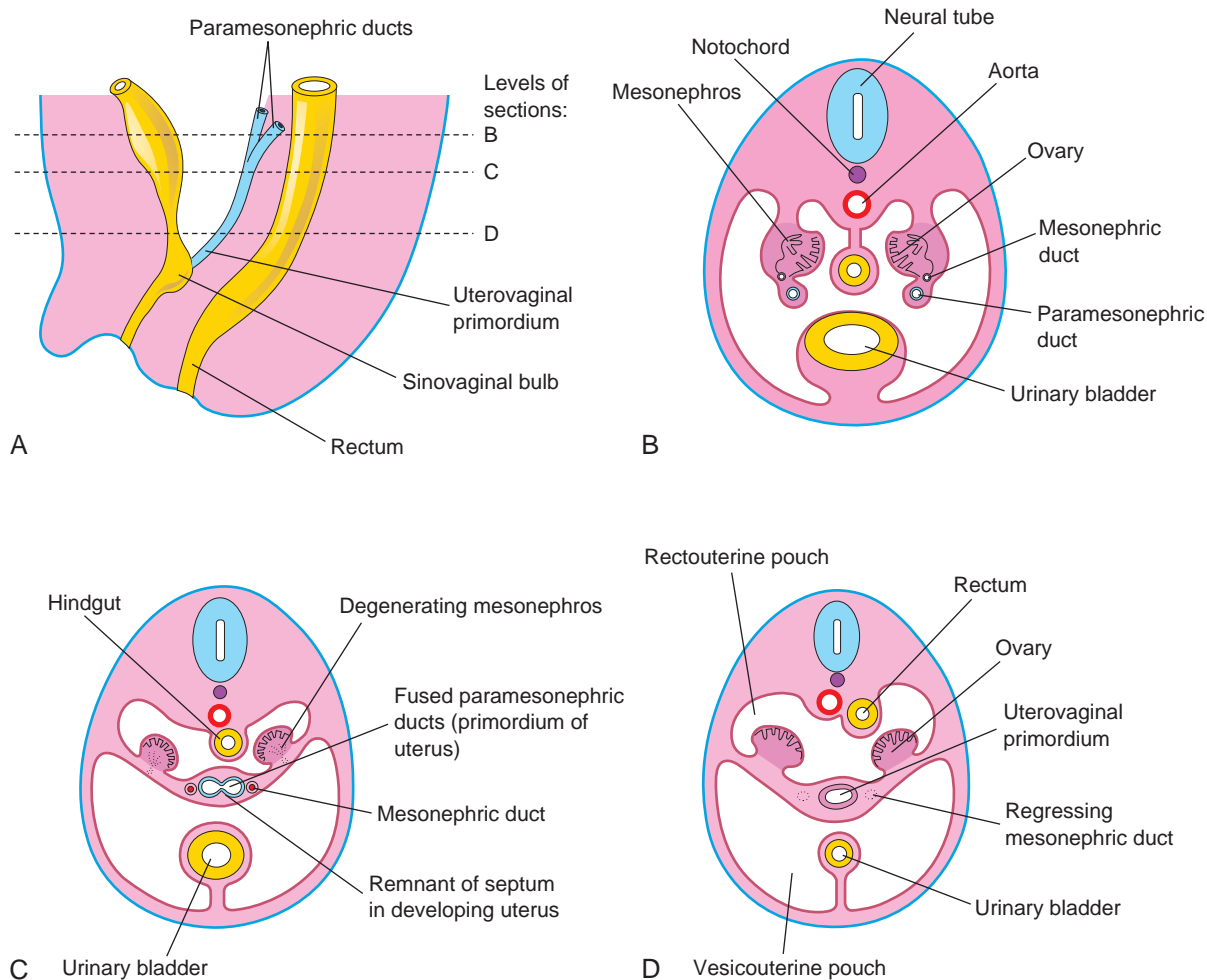 Paramesonephric ducts
Levels of
sections:
B
C
D
Uterovaginal
primordium
Sinovaginal bulb
Rectum
A
Neural tube
Notochord
Aorta
Mesonephros
Ovary
Mesonephric
duct
Paramesonephric
duct
Urinary bladder
B
Hindgut
Degenerating mesonephros
Fused paramesonephric
ducts (primordium of
uterus)
Mesonephric duct
Remnant of septum
in developing uterus
Urinary bladder
C
Rectouterine pouch
Rectum
Ovary
Uterovaginal
primordium
Regressing
mesonephric duct
Urinary bladder
Vesicouterine pouch
D